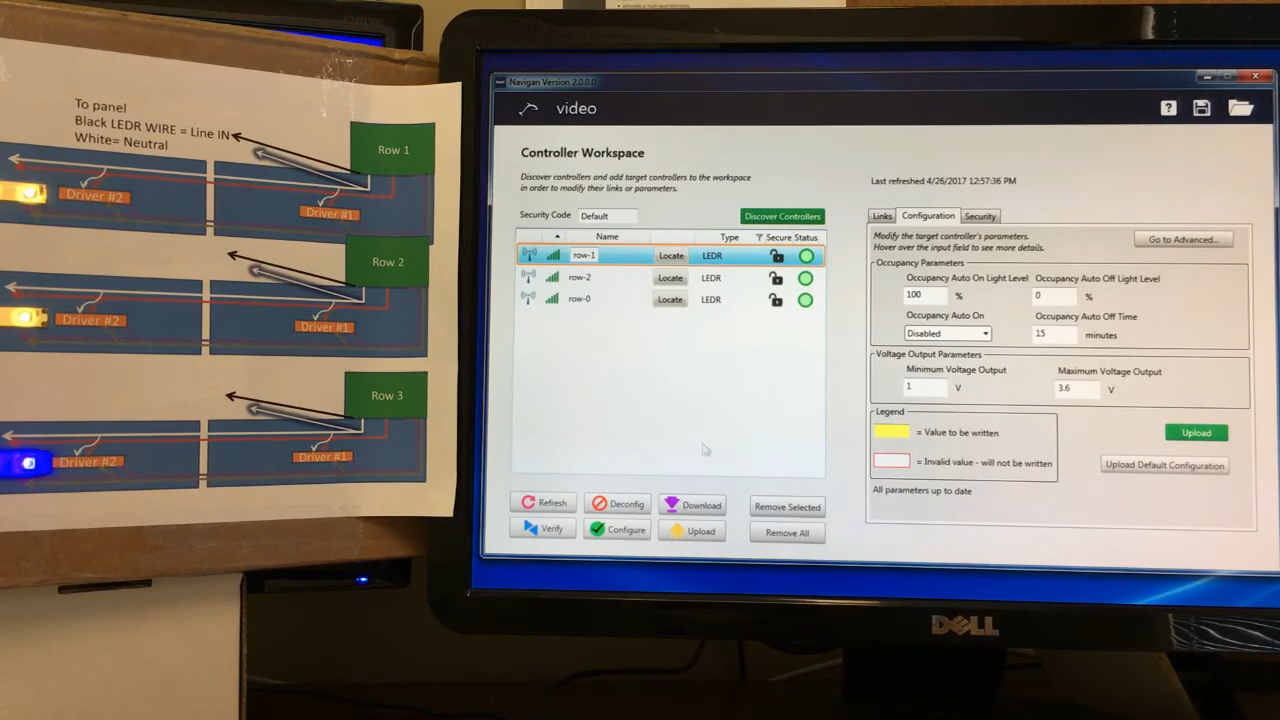 To panel
Black LEDR WIRE = Line IN
White= Neutral
Row 1
Driver #2
Driver #1
Row 2
Driver #2
Driver #1
Row 3
Driver #2
Driver #1
Navigan Version 2.0.0.0
video
?
Controller Workspace
Discover controllers and add target controllers to the workspace
in order to modify their links or parameters.
Last refreshed 4/26/2017 12:57:36 PM
Security Code
Default
Discover Controllers
Name
Type
Secure
Status
row-1
Locate
LEDR
row-2
Locate
LEDR
row-0
Locate
LEDR
Refresh
Deconfig
Download
Remove Selected
Verify
Configure
Upload
Remove All
Links
Configuration
Security
Modify the target controller's parameters.
Hover over the input field to see more details.
Go to Advanced...
Occupancy Parameters
Occupancy Auto On Light Level
Occupancy Auto Off Light Level
100 %
0 %
Occupancy Auto On
Occupancy Auto Off Time
Disabled
15 minutes
Voltage Output Parameters
Minimum Voltage Output
Maximum Voltage Output
1 V
3.6 V
Legend
= Value to be written
= Invalid value - will not be written
Upload
Upload Default Configuration
All parameters up to date
DELL